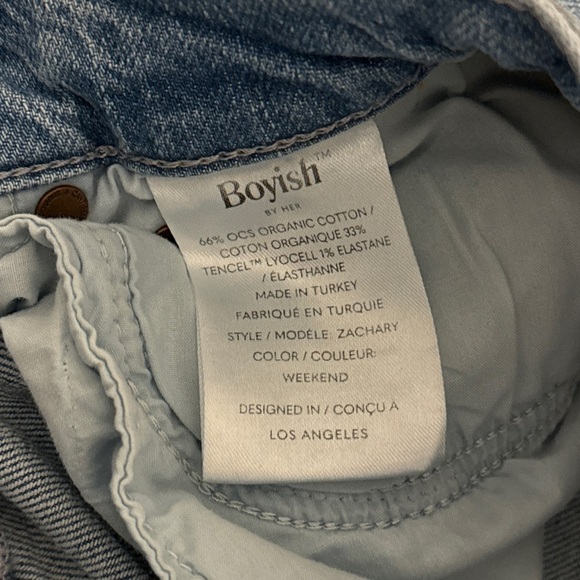 Boyish™
BY HER
66% OCS ORGANIC COTTON /
COTON ORGANIQUE 33%
TENCEL™ LYOCELL 1% ELASTANE
/ ÉLASTHANNE
MADE IN TURKEY
FABRIQUÉ EN TURQUIE
STYLE / MODÈLE: ZACHARY
COLOR / COULEUR:
WEEKEND
DESIGNED IN / CONÇU À
LOS ANGELES